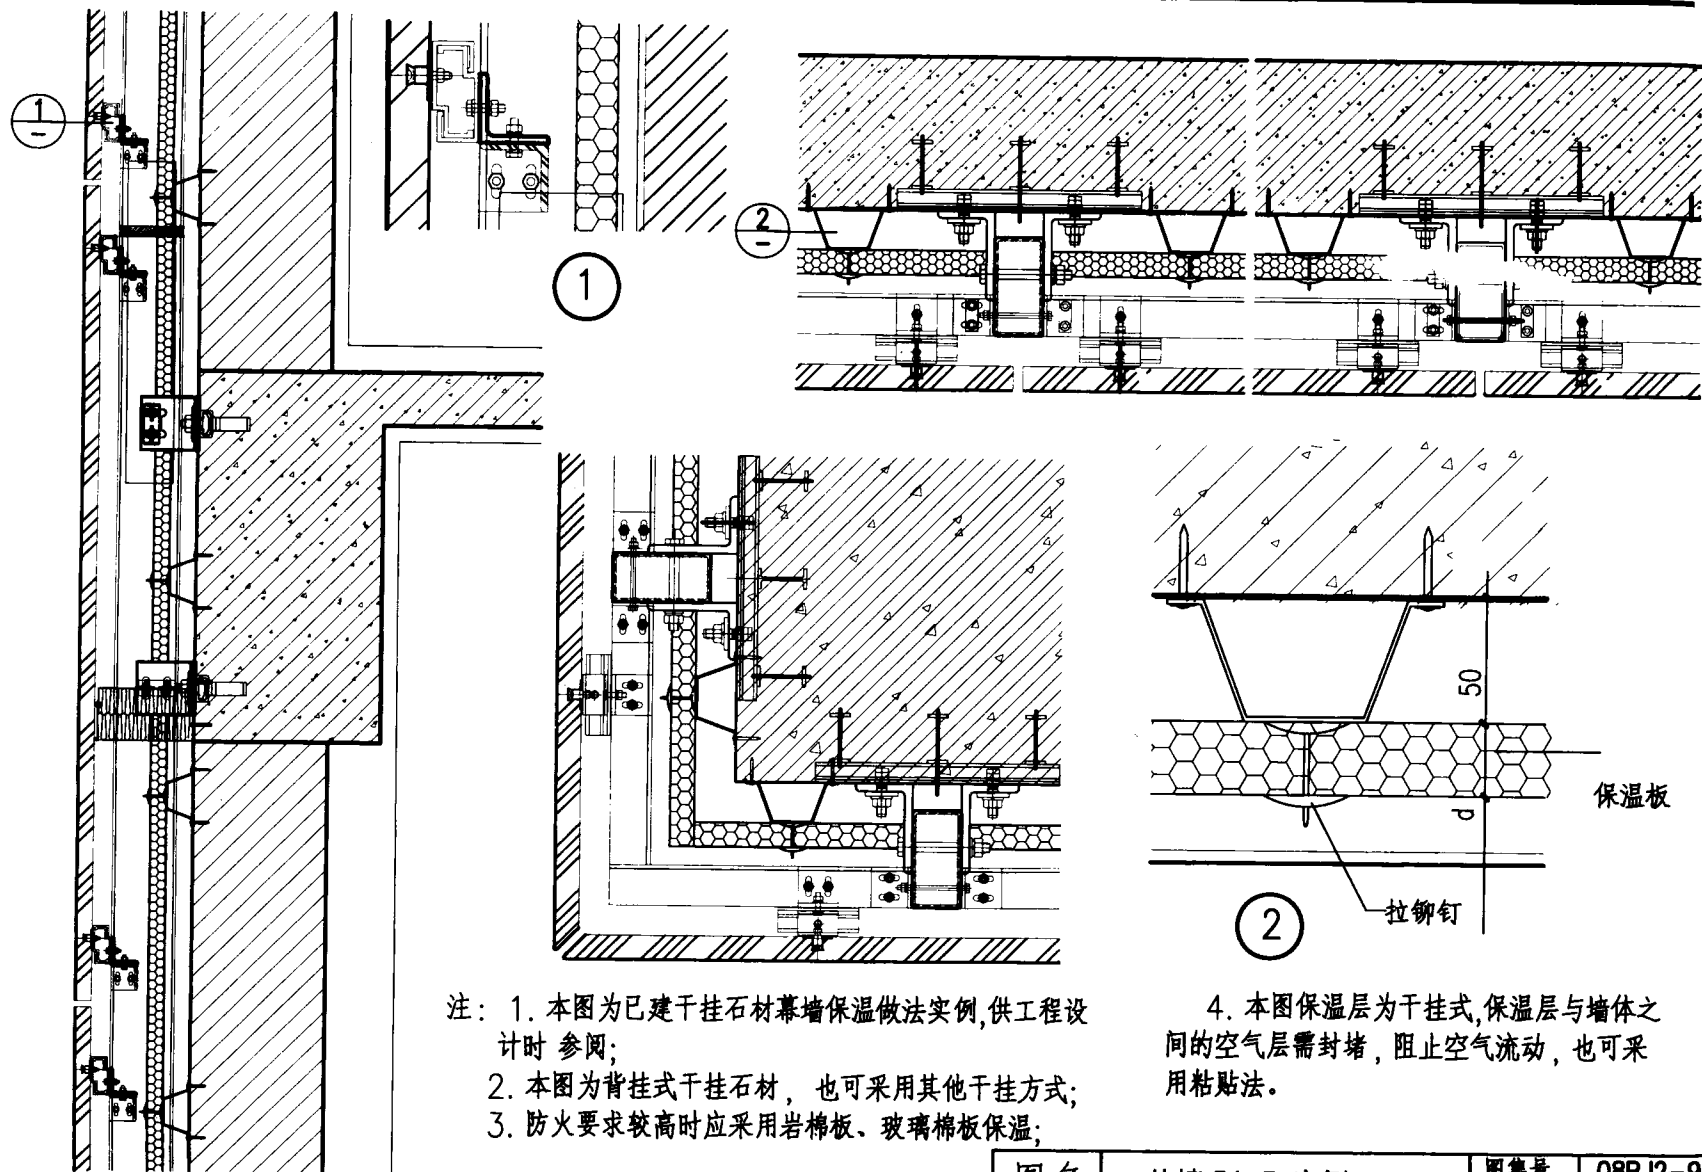 1
-
1
2
-
50
保温板
d
拉铆钉
2
注: 1. 本图为已建干挂石材幕墙保温做法实例,供工程设
计时 参阅;
2. 本图为背挂式干挂石材, 也可采用其他干挂方式;
3. 防火要求较高时应采用岩棉板、玻璃棉板保温;
4. 本图保温层为干挂式,保温层与墙体之
间的空气层需封堵, 阻止空气流动, 也可采
用粘贴法。